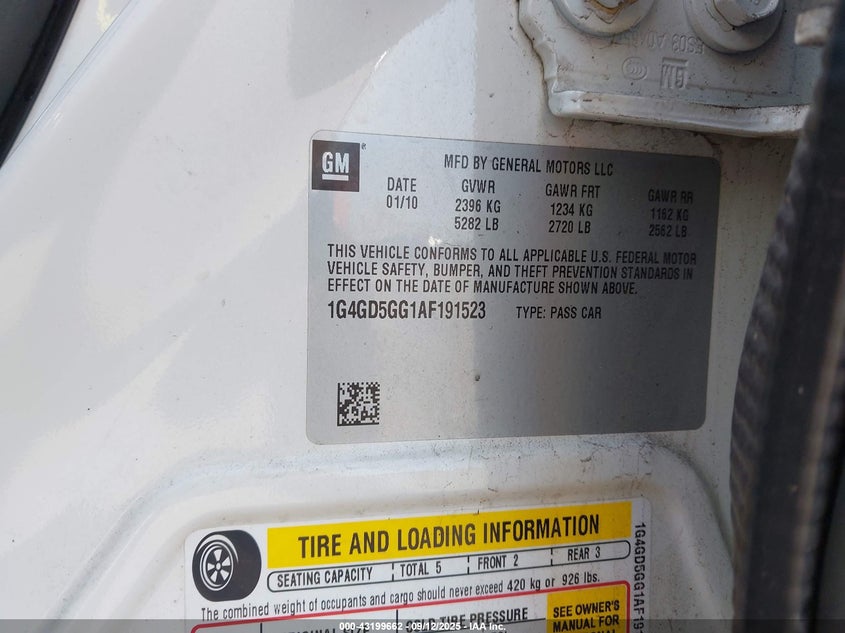 GM
GM ®
MFD BY GENERAL MOTORS LLC
DATE GVWR GAWR FRT GAWR RR
01/10 2396 KG 1234 KG 1162 KG
5282 LB 2720 LB 2562 LB
THIS VEHICLE CONFORMS TO ALL APPLICABLE U.S. FEDERAL MOTOR
VEHICLE SAFETY, BUMPER, AND THEFT PREVENTION STANDARDS IN
EFFECT ON THE DATE OF MANUFACTURE SHOWN ABOVE.
1G4GD5GG1AF191523 TYPE: PASS CAR
TIRE AND LOADING INFORMATION
SEATING CAPACITY TOTAL 5 FRONT 2 REAR 3
The combined weight of occupants and cargo should never exceed 420 kg or 926 lbs.
TIRE PRESSURE
SEE OWNER'S
MANUAL FOR
1G4GD5GG1AF19
000-43199662 - 09/12/2025 - IAA Inc.